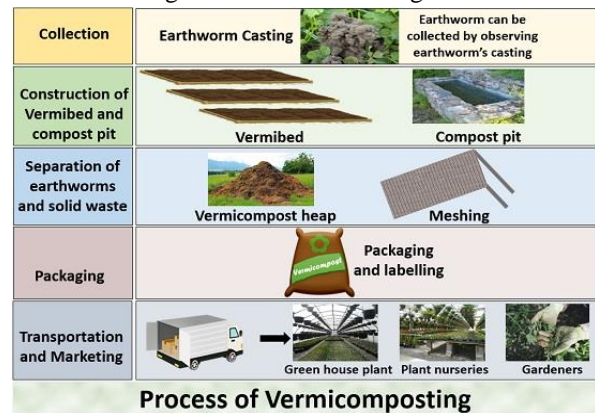 Collection
Earthworm Casting
Earthworm can be
collected by observing
earthworm's casting
Construction of
Vermibed and
compost pit
Vermibed
Compost pit
Separation of
earthworms
and solid waste
Vermicompost heap
Meshing
Packaging
Vermicompost
Packaging
and labelling
Transportation
and Marketing
Green house plant
Plant nurseries
Gardeners
Process of Vermicomposting